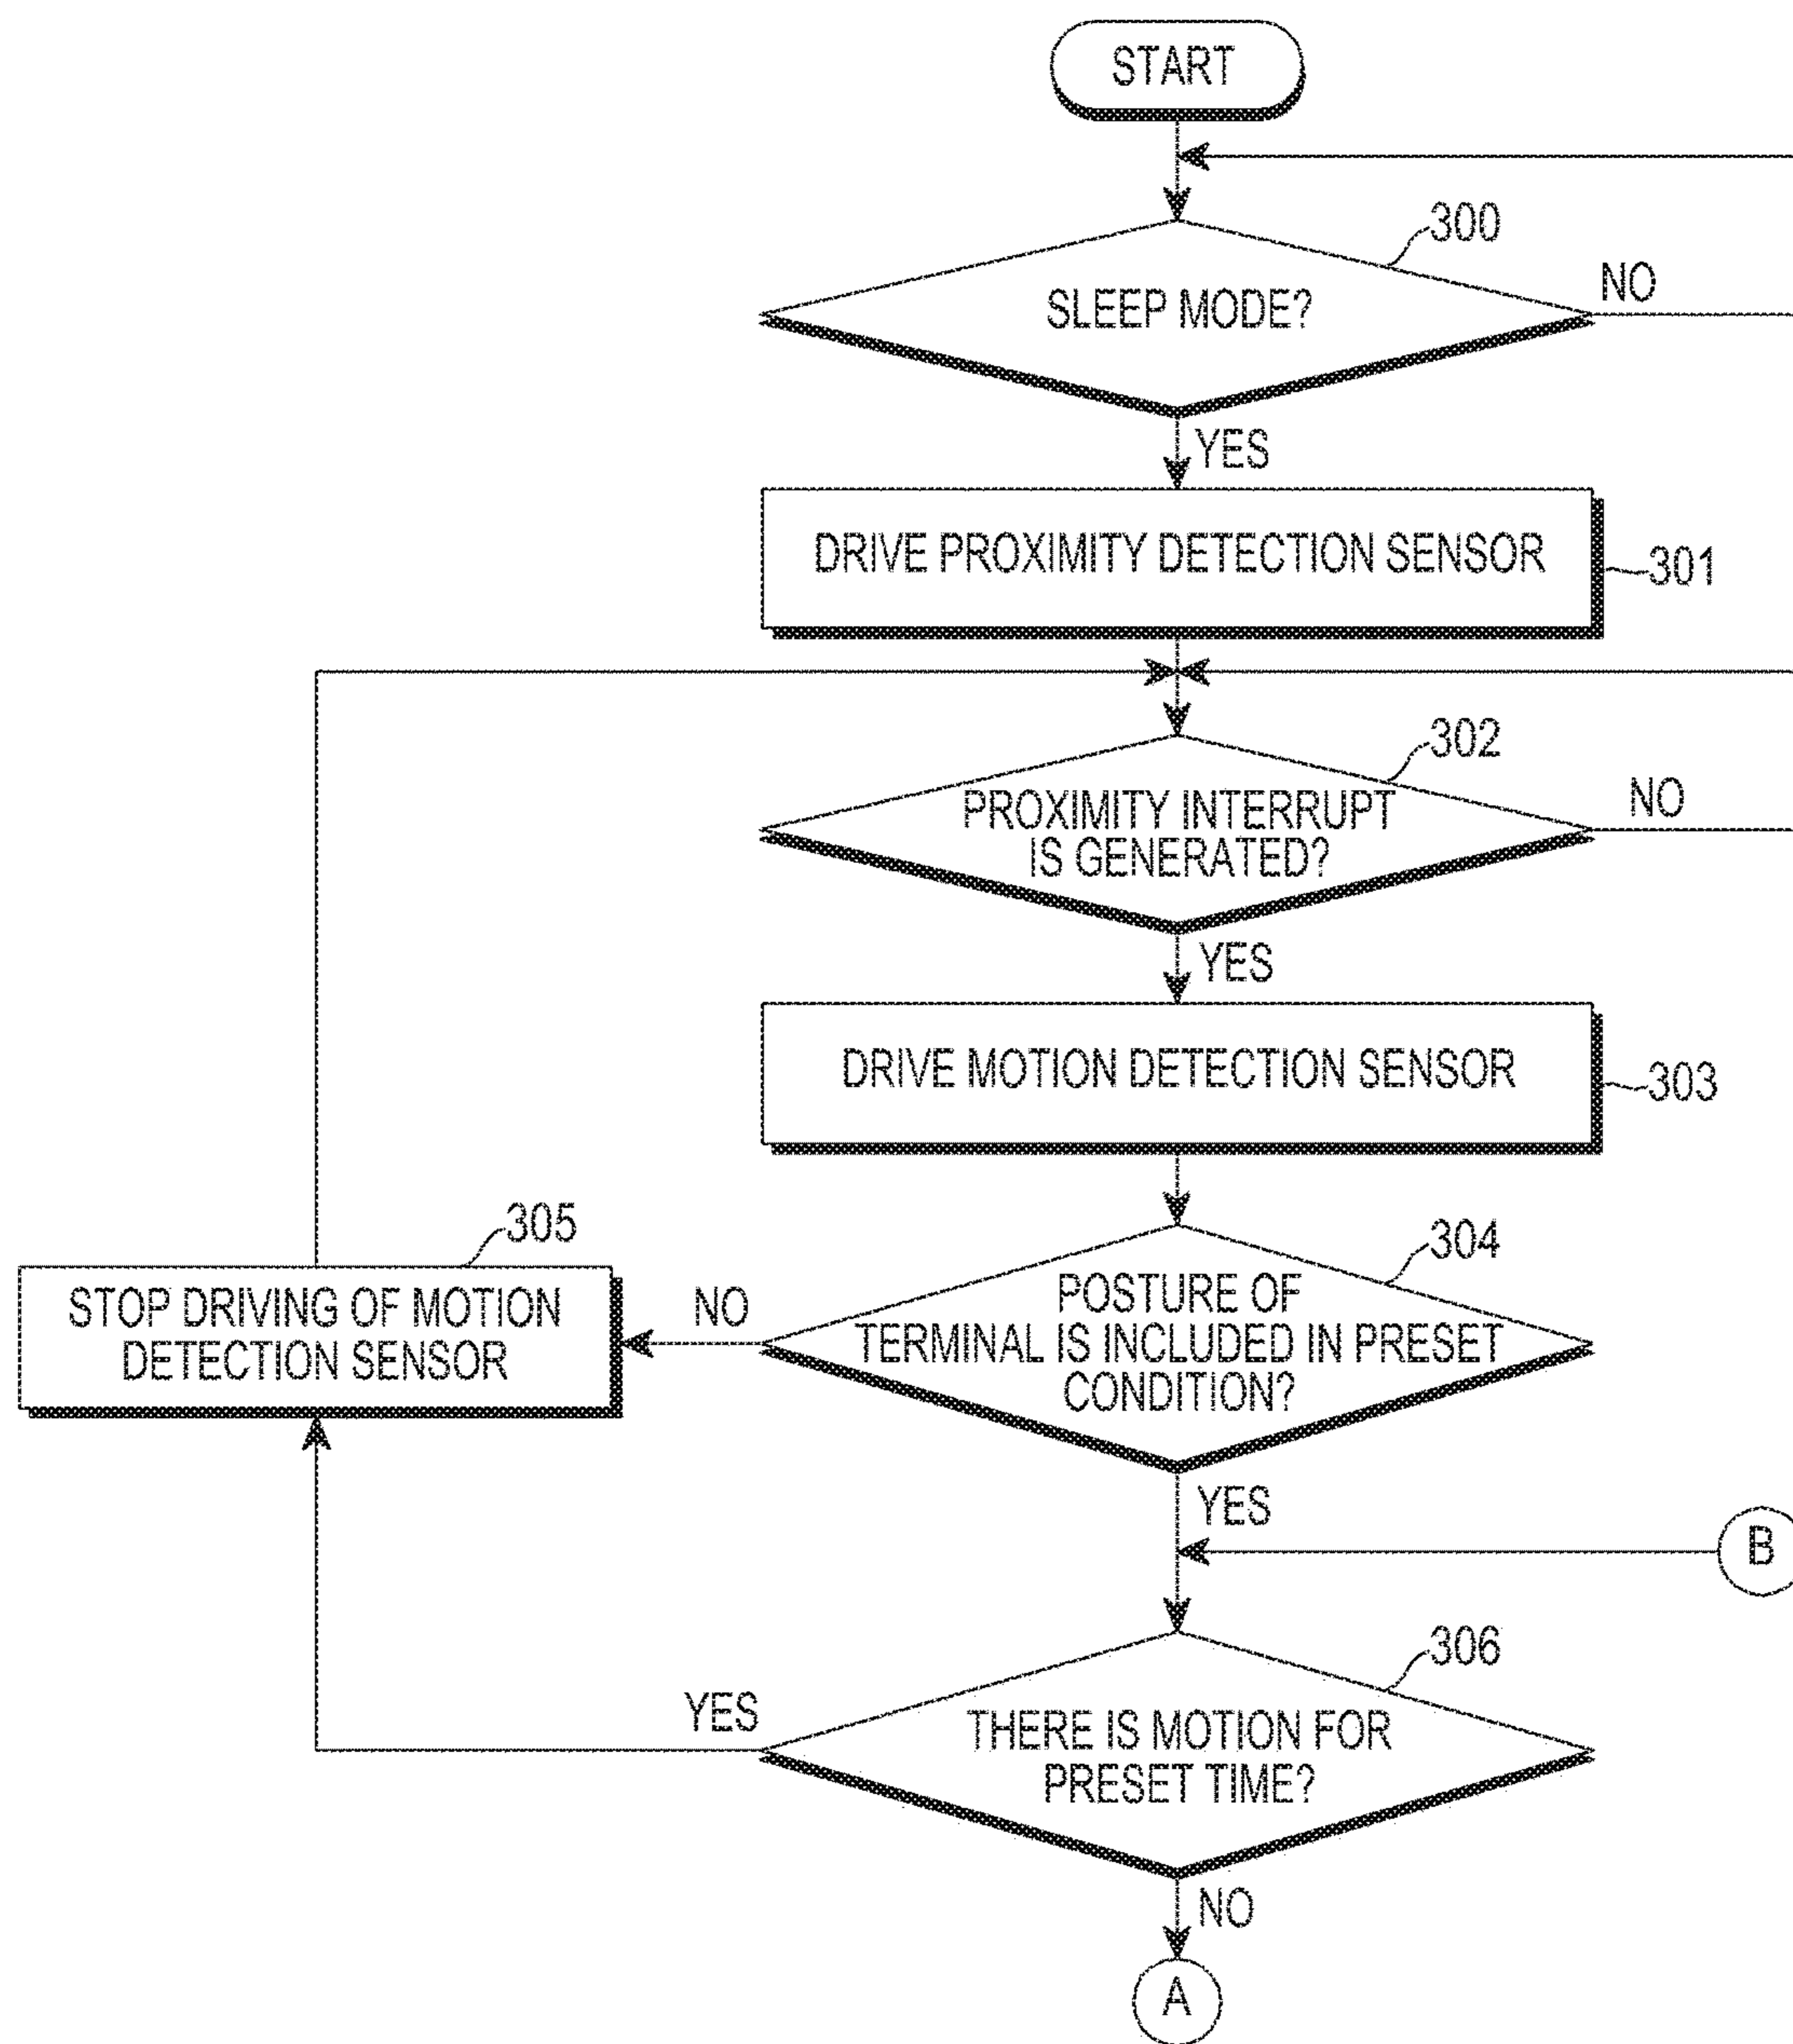 START
300
SLEEP MODE?
NO
YES
DRIVE PROXIMITY DETECTION SENSOR
301
302
PROXIMITY INTERRUPT
IS GENERATED?
NO
YES
DRIVE MOTION DETECTION SENSOR
303
304
POSTURE OF
TERMINAL IS INCLUDED IN PRESET
CONDITION?
NO
305
STOP DRIVING OF MOTION
DETECTION SENSOR
YES
B
306
THERE IS MOTION FOR
PRESET TIME?
YES
NO
A